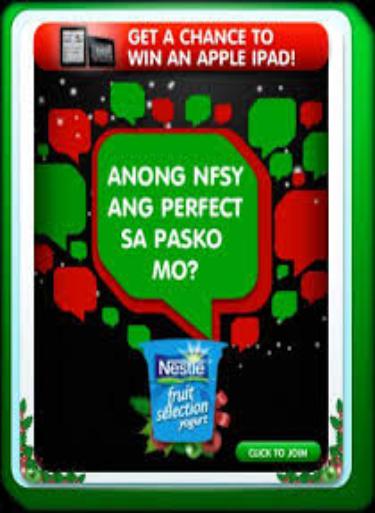 GET A CHANCE TO
WIN AN APPLE IPAD!
ANONG NFSY
ANG PERFECT
SA PASKO
MO?
Nestlé
fruit
selection
yogurt
CLICK TO JOIN